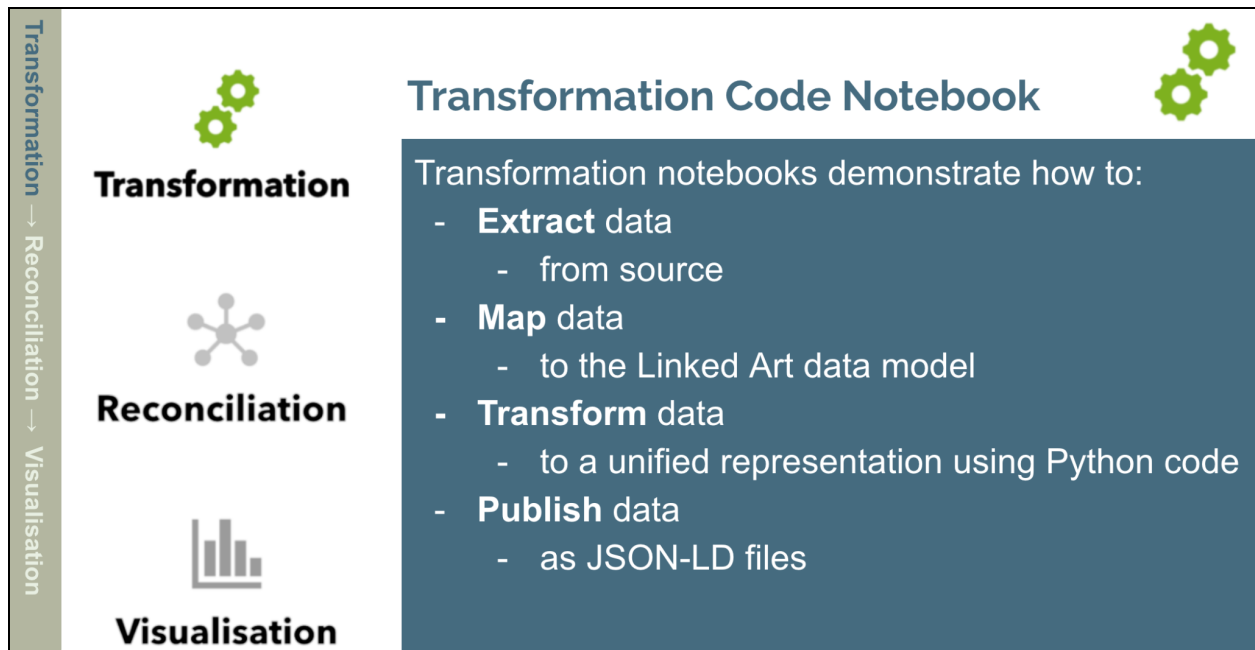 Transformation → Reconciliation → Visualisation
Transformation
Reconciliation
Visualisation
Transformation Code Notebook
Transformation notebooks demonstrate how to:
- Extract data
- from source
- Map data
- to the Linked Art data model
- Transform data
- to a unified representation using Python code
- Publish data
- as JSON-LD files